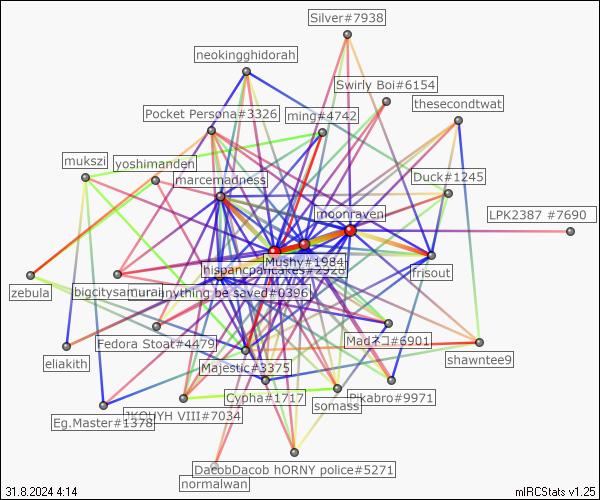 Silver#7938
neokingghidorah
Swirly Boi#6154
thesecondtwat
Pocket Persona#3326
ming#4742
mukszi
yoshimanden
marcemadness
Duck#1245
moonraven
LPK2387 #7690
Mushy#1984
hispancpancakes#2928
frisout
zebula
bigcitysamurai
anything be saved#0396
Fedora Stoat#4479
Madネコ#6901
eliakith
Majestic#3375
shawntee9
Cypha#1717
Pikabro#9971
somass
JKOUYH VIII#7034
Eg.Master#1378
DacobDacob hORNY police#5271
normalwan
31.8.2024 4:14
mIRCStats v1.25